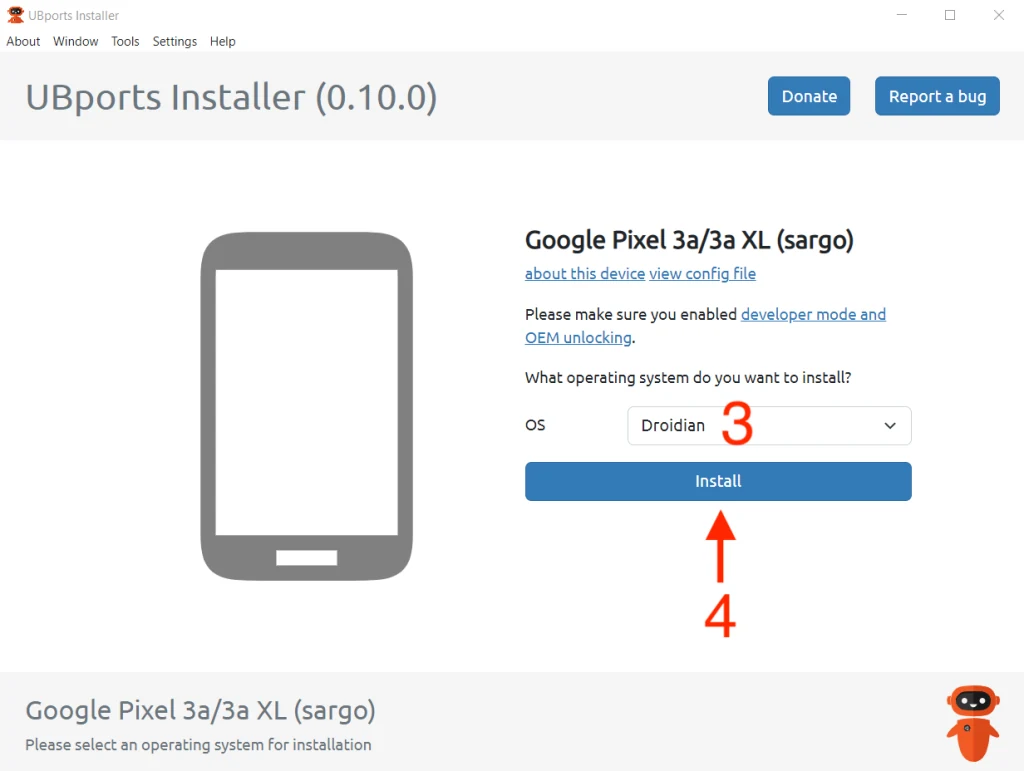 UBports Installer
About Window Tools Settings Help
UBports Installer (0.10.0)
Donate
Report a bug
Google Pixel 3a/3a XL (sargo)
about this device view config file
Please make sure you enabled developer mode and
OEM unlocking.
What operating system do you want to install?
OS
Droidian
3
Install
4
Google Pixel 3a/3a XL (sargo)
Please select an operating system for installation